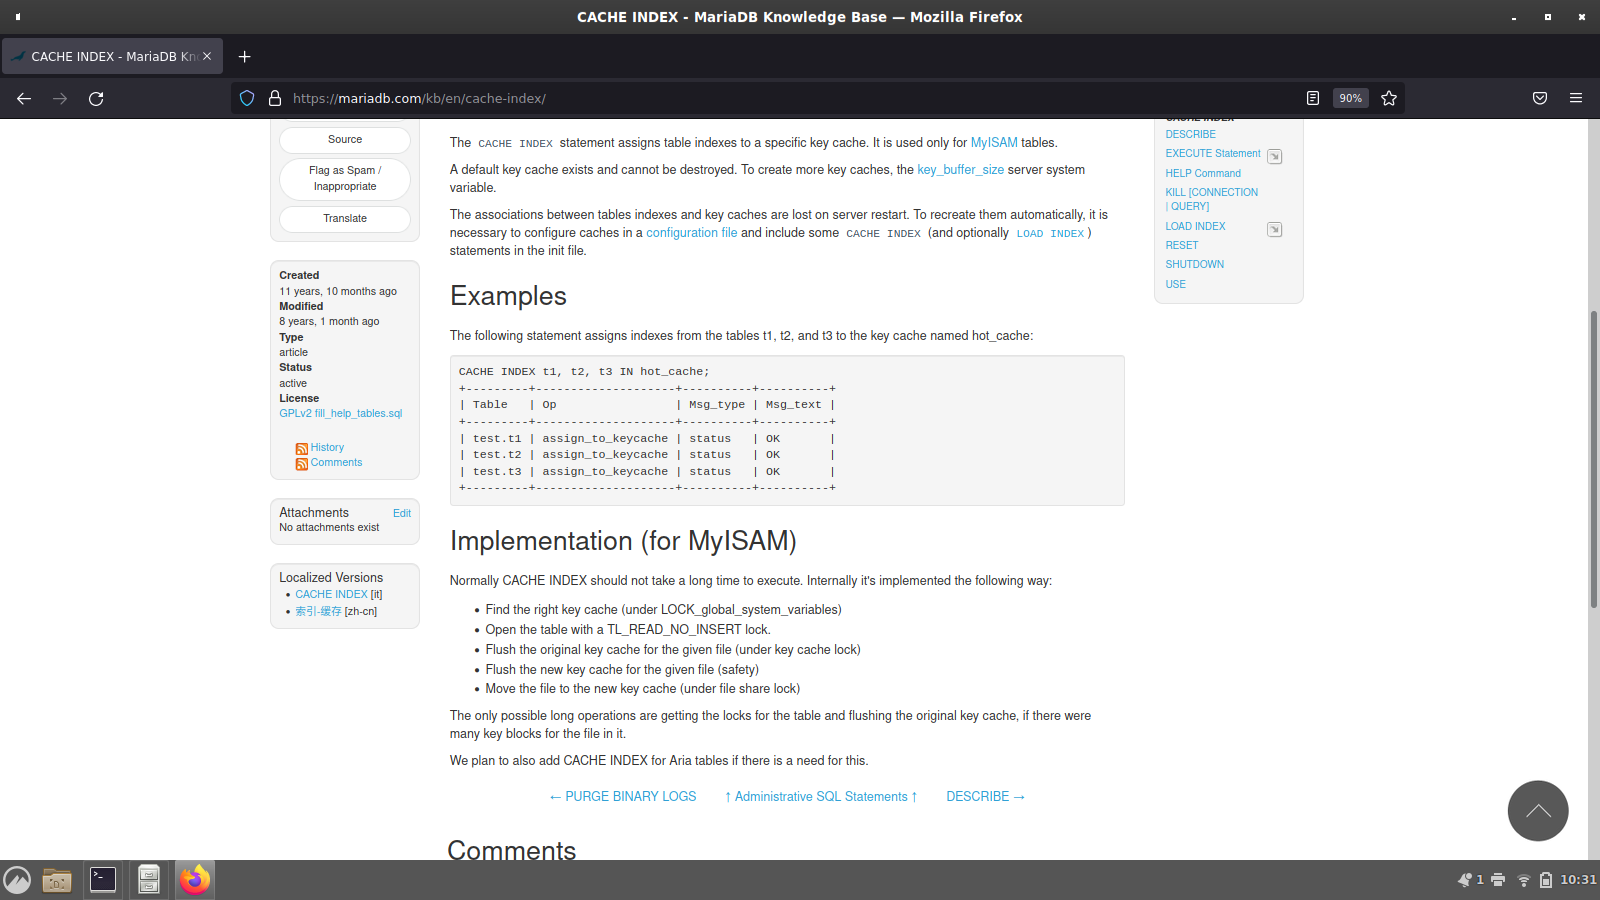 CACHE INDEX - MariaDB Knowledge Base — Mozilla Firefox
CACHE INDEX - MariaDB Kno
https://mariadb.com/kb/en/cache-index/
90%
Source
Flag as Spam /
Inappropriate
Translate
Created
11 years, 10 months ago
Modified
8 years, 1 month ago
Type
article
Status
active
License
GPLv2 fill_help_tables.sql
History
Comments
Attachments Edit
No attachments exist
Localized Versions
CACHE INDEX [it]
索引-缓存 [zh-cn]
The CACHE INDEX statement assigns table indexes to a specific key cache. It is used only for MyISAM tables.
A default key cache exists and cannot be destroyed. To create more key caches, the key_buffer_size server system
variable.
The associations between tables indexes and key caches are lost on server restart. To recreate them automatically, it is
necessary to configure caches in a configuration file and include some CACHE INDEX (and optionally LOAD INDEX)
statements in the init file.
Examples
The following statement assigns indexes from the tables t1, t2, and t3 to the key cache named hot_cache:
CACHE INDEX t1, t2, t3 IN hot_cache;
+---------+--------------------+----------+----------+
| Table   | Op                 | Msg_type | Msg_text |
+---------+--------------------+----------+----------+
| test.t1 | assign_to_keycache | status   | OK       |
| test.t2 | assign_to_keycache | status   | OK       |
| test.t3 | assign_to_keycache | status   | OK       |
+---------+--------------------+----------+----------+
Implementation (for MyISAM)
Normally CACHE INDEX should not take a long time to execute. Internally it's implemented the following way:
• Find the right key cache (under LOCK_global_system_variables)
• Open the table with a TL_READ_NO_INSERT lock.
• Flush the original key cache for the given file (under key cache lock)
• Flush the new key cache for the given file (safety)
• Move the file to the new key cache (under file share lock)
The only possible long operations are getting the locks for the table and flushing the original key cache, if there were
many key blocks for the file in it.
We plan to also add CACHE INDEX for Aria tables if there is a need for this.
← PURGE BINARY LOGS ↑ Administrative SQL Statements ↑ DESCRIBE →
Comments
CACHE INDEX
DESCRIBE
EXECUTE Statement
HELP Command
KILL [CONNECTION
| QUERY]
LOAD INDEX
RESET
SHUTDOWN
USE
1
10:31